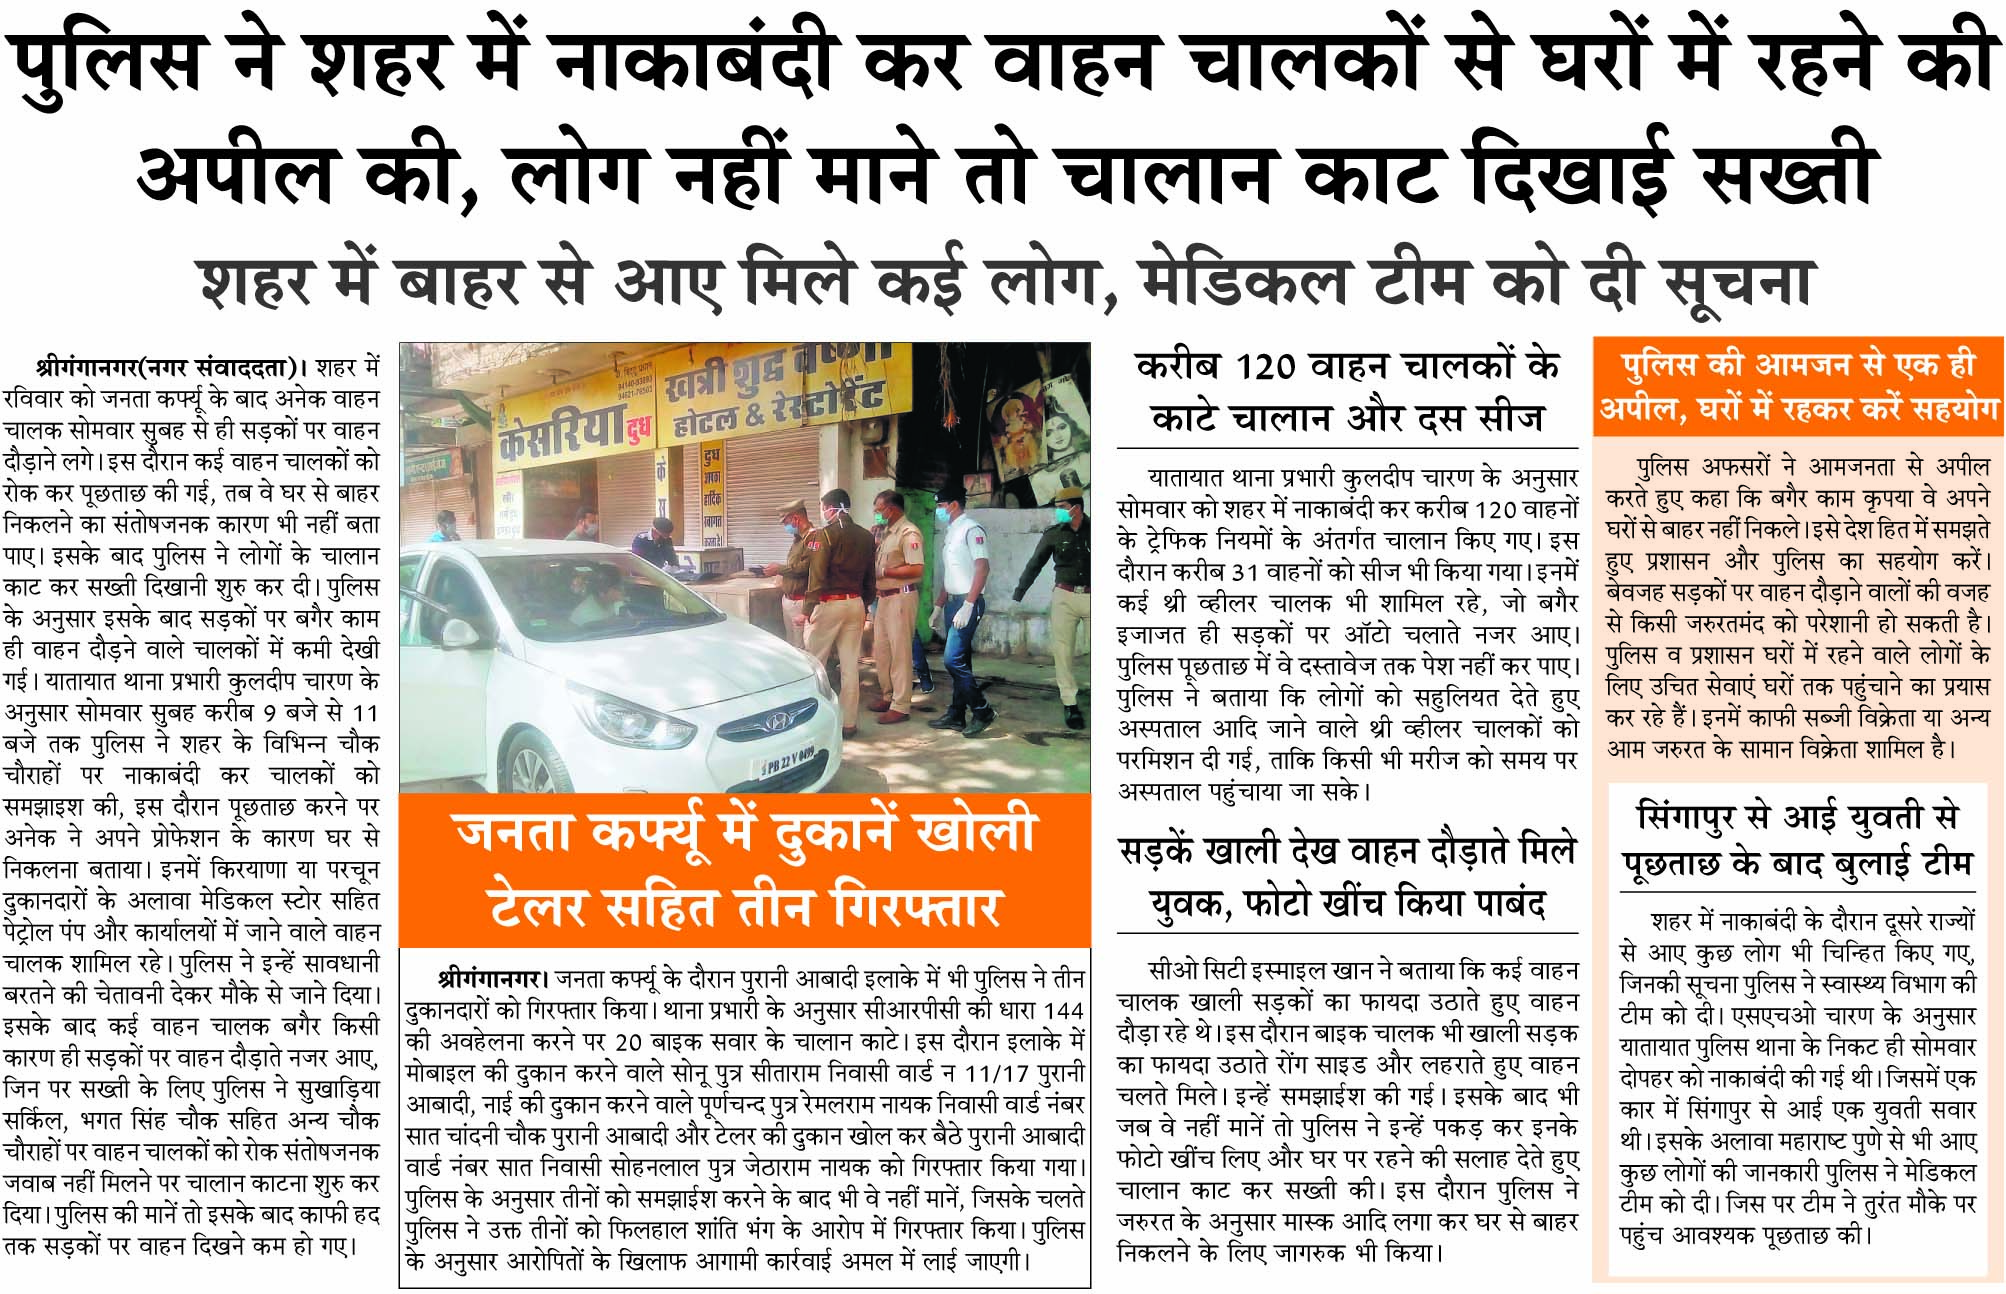 पुलिस ने शहर में नाकाबंदी कर वाहन चालकों से घरों में रहने की
अपील की, लोग नहीं माने तो चालान काट दिखाई सख्ती
शहर में बाहर से आए मिले कई लोग, मेडिकल टीम को दी सूचना
श्रीगंगानगर(नगर संवाददता)। शहर में
रविवार को जनता कर्फ्यू के बाद अनेक वाहन
चालक सोमवार सुबह से ही सड़कों पर वाहन
दौड़ाने लगे। इस दौरान कई वाहन चालकों को
रोक कर पूछताछ की गई, तब वे घर से बाहर
निकलने का संतोषजनक कारण भी नहीं बता
पाए। इसके बाद पुलिस ने लोगों के चालान
काट कर सख्ती दिखानी शुरु कर दी। पुलिस
के अनुसार इसके बाद सड़कों पर बगैर काम
ही वाहन दौड़ने वाले चालकों में कमी देखी
गई। यातायात थाना प्रभारी कुलदीप चारण के
अनुसार सोमवार सुबह करीब 9 बजे से 11
बजे तक पुलिस ने शहर के विभिन्न चौक
चौराहों पर नाकाबंदी कर चालकों को
समझाइश की, इस दौरान पूछताछ करने पर
अनेक ने अपने प्रोफेशन के कारण घर से
निकलना बताया। इनमें किरयाणा या परचून
दुकानदारों के अलावा मेडिकल स्टोर सहित
पेट्रोल पंप और कार्यालयों में जाने वाले वाहन
चालक शामिल रहे। पुलिस ने इन्हें सावधानी
बरतने की चेतावनी देकर मौके से जाने दिया।
इसके बाद कई वाहन चालक बगैर किसी
कारण ही सड़कों पर वाहन दौड़ाते नजर आए,
जिन पर सख्ती के लिए पुलिस ने सुखाड़िया
सर्किल, भगत सिंह चौक सहित अन्य चौक
चौराहों पर वाहन चालकों को रोक संतोषजनक
जवाब नहीं मिलने पर चालान काटना शुरु कर
दिया। पुलिस की मानें तो इसके बाद काफी हद
तक सड़कों पर वाहन दिखने कम हो गए।
केसरिया दुध
खत्री शुद्ध वैष्णो
होटल & रेस्टोरेंट
94140-93893
94621-76503
दुध
आपका
हार्दिक
स्वागत
करता है
PB 22 V 0499
जनता कर्फ्यू में दुकानें खोली
टेलर सहित तीन गिरफ्तार
श्रीगंगानगर। जनता कर्फ्यू के दौरान पुरानी आबादी इलाके में भी पुलिस ने तीन
दुकानदारों को गिरफ्तार किया। थाना प्रभारी के अनुसार सीआरपीसी की धारा 144
की अवहेलना करने पर 20 बाइक सवार के चालान काटे। इस दौरान इलाके में
मोबाइल की दुकान करने वाले सोनू पुत्र सीताराम निवासी वार्ड न 11/17 पुरानी
आबादी, नाई की दुकान करने वाले पूर्णचन्द पुत्र रेमलराम नायक निवासी वार्ड नंबर
सात चांदनी चौक पुरानी आबादी और टेलर की दुकान खोल कर बैठे पुरानी आबादी
वार्ड नंबर सात निवासी सोहनलाल पुत्र जेठाराम नायक को गिरफ्तार किया गया।
पुलिस के अनुसार तीनों को समझाईश करने के बाद भी वे नहीं मानें, जिसके चलते
पुलिस ने उक्त तीनों को फिलहाल शांति भंग के आरोप में गिरफ्तार किया। पुलिस
के अनुसार आरोपितों के खिलाफ आगामी कार्रवाई अमल में लाई जाएगी।
करीब 120 वाहन चालकों के
काटे चालान और दस सीज
यातायात थाना प्रभारी कुलदीप चारण के अनुसार
सोमवार को शहर में नाकाबंदी कर करीब 120 वाहनों
के ट्रेफिक नियमों के अंतर्गत चालान किए गए। इस
दौरान करीब 31 वाहनों को सीज भी किया गया। इनमें
कई थ्री व्हीलर चालक भी शामिल रहे, जो बगैर
इजाजत ही सड़कों पर ऑटो चलाते नजर आए।
पुलिस पूछताछ में वे दस्तावेज तक पेश नहीं कर पाए।
पुलिस ने बताया कि लोगों को सहुलियत देते हुए
अस्पताल आदि जाने वाले थ्री व्हीलर चालकों को
परमिशन दी गई, ताकि किसी भी मरीज को समय पर
अस्पताल पहुंचाया जा सके।
सड़कें खाली देख वाहन दौड़ाते मिले
युवक, फोटो खींच किया पाबंद
सीओ सिटी इस्माइल खान ने बताया कि कई वाहन
चालक खाली सड़कों का फायदा उठाते हुए वाहन
दौड़ा रहे थे। इस दौरान बाइक चालक भी खाली सड़क
का फायदा उठाते रोंग साइड और लहराते हुए वाहन
चलते मिले। इन्हें समझाईश की गई। इसके बाद भी
जब वे नहीं मानें तो पुलिस ने इन्हें पकड़ कर इनके
फोटो खींच लिए और घर पर रहने की सलाह देते हुए
चालान काट कर सख्ती की। इस दौरान पुलिस ने
जरुरत के अनुसार मास्क आदि लगा कर घर से बाहर
निकलने के लिए जागरुक भी किया।
पुलिस की आमजन से एक ही
अपील, घरों में रहकर करें सहयोग
पुलिस अफसरों ने आमजनता से अपील
करते हुए कहा कि बगैर काम कृपया वे अपने
घरों से बाहर नहीं निकले। इसे देश हित में समझते
हुए प्रशासन और पुलिस का सहयोग करें।
बेवजह सड़कों पर वाहन दौड़ाने वालों की वजह
से किसी जरुरतमंद को परेशानी हो सकती है।
पुलिस व प्रशासन घरों में रहने वाले लोगों के
लिए उचित सेवाएं घरों तक पहुंचाने का प्रयास
कर रहे हैं। इनमें काफी सब्जी विक्रेता या अन्य
आम जरुरत के सामान विक्रेता शामिल है।
सिंगापुर से आई युवती से
पूछताछ के बाद बुलाई टीम
शहर में नाकाबंदी के दौरान दूसरे राज्यों
से आए कुछ लोग भी चिन्हित किए गए,
जिनकी सूचना पुलिस ने स्वास्थ्य विभाग की
टीम को दी। एसएचओ चारण के अनुसार
यातायात पुलिस थाना के निकट ही सोमवार
दोपहर को नाकाबंदी की गई थी। जिसमें एक
कार में सिंगापुर से आई एक युवती सवार
थी। इसके अलावा महाराष्ट पुणे से भी आए
कुछ लोगों की जानकारी पुलिस ने मेडिकल
टीम को दी। जिस पर टीम ने तुरंत मौके पर
पहुंच आवश्यक पूछताछ की।